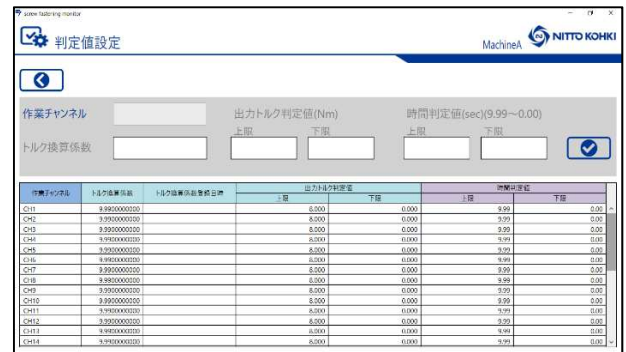 screw fastening monitor
判定値設定
MachineA NITTO KOHKI
作業チャンネル 出力トルク判定値(Nm) 時間判定値(sec)(9.99～0.00)
上限 下限 上限 下限
トルク換算係数
作業チャンネル トルク換算係数 トルク換算係数登録日時 出力トルク判定値 時間判定値
上限 下限 上限 下限
CH1 9.9900000000 8.000 0.000 9.99 0.00
CH2 9.9900000000 8.000 0.000 9.99 0.00
CH3 9.9900000000 8.000 0.000 9.99 0.00
CH4 9.9900000000 8.000 0.000 9.99 0.00
CH5 9.9900000000 8.000 0.000 9.99 0.00
CH6 9.9900000000 8.000 0.000 9.99 0.00
CH7 9.9900000000 8.000 0.000 9.99 0.00
CH8 9.9900000000 8.000 0.000 9.99 0.00
CH9 9.9900000000 8.000 0.000 9.99 0.00
CH10 9.9900000000 8.000 0.000 9.99 0.00
CH11 9.9900000000 8.000 0.000 9.99 0.00
CH12 9.9900000000 8.000 0.000 9.99 0.00
CH13 9.9900000000 8.000 0.000 9.99 0.00
CH14 9.9900000000 8.000 0.000 9.99 0.00